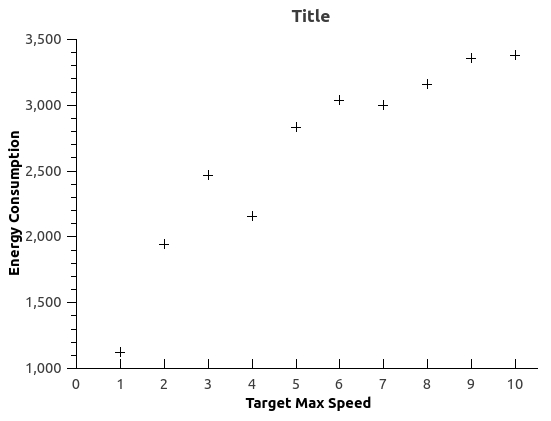 Title
Energy Consumption
3,500
3,000
2,500
2,000
1,500
1,000
0 1 2 3 4 5 6 7 8 9 10
Target Max Speed